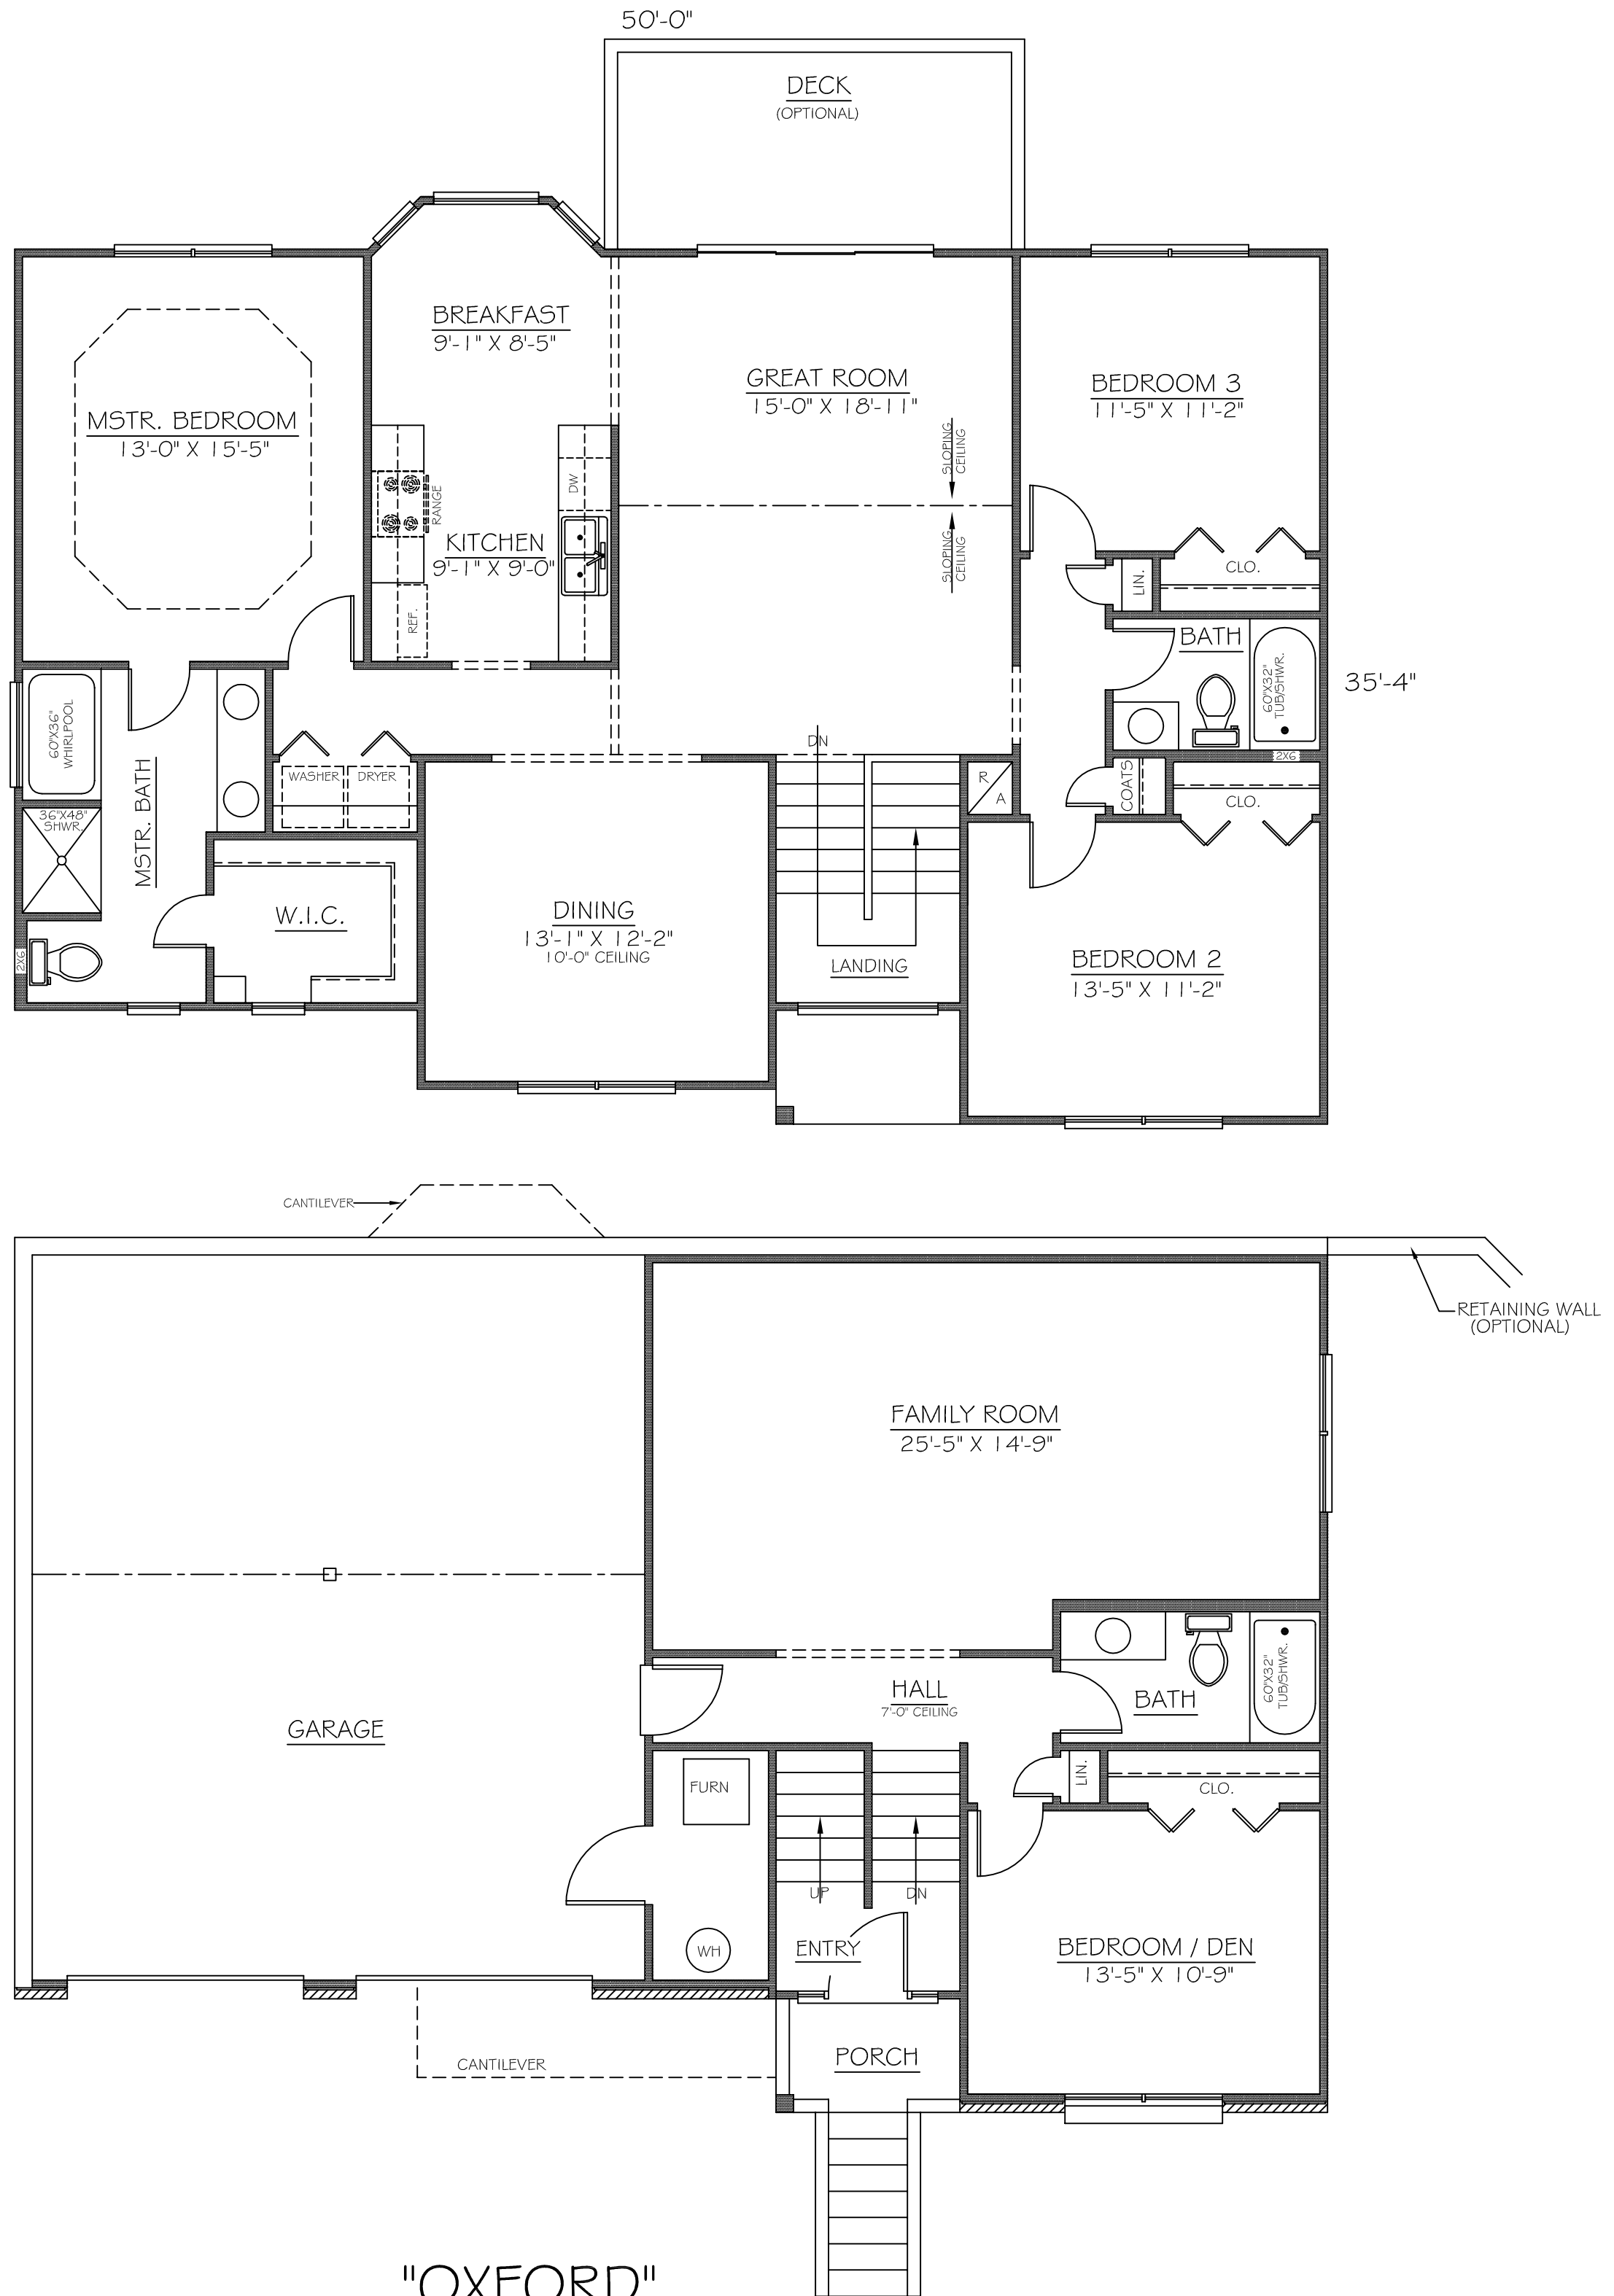 50'-0"
DECK
(OPTIONAL)
BREAKFAST
9'-1" X 8'-5"
GREAT ROOM
15'-0" X 18'-11"
BEDROOM 3
11'-5" X 11'-2"
MSTR. BEDROOM
13'-0" X 15'-5"
SLOPING
CEILING
SLOPING
CEILING
DW
RANGE
KITCHEN
9'-1" X 9'-0"
REF.
CLO.
LIN.
BATH
60"X32"
TUB/SHWR.
35'-4"
60"X36"
WHIRLPOOL
DN
2X6
WASHER
DRYER
R
A
COATS
CLO.
36"X48"
SHWR.
MSTR. BATH
W.I.C.
DINING
13'-1" X 12'-2"
10'-0" CEILING
2X6
LANDING
BEDROOM 2
13'-5" X 11'-2"
CANTILEVER
RETAINING WALL
(OPTIONAL)
FAMILY ROOM
25'-5" X 14'-9"
HALL
7'-0" CEILING
BATH
60"X32"
TUB/SHWR.
GARAGE
FURN
LIN.
CLO.
UP
DN
WH
ENTRY
BEDROOM / DEN
13'-5" X 10'-9"
PORCH
CANTILEVER
"OXFORD"